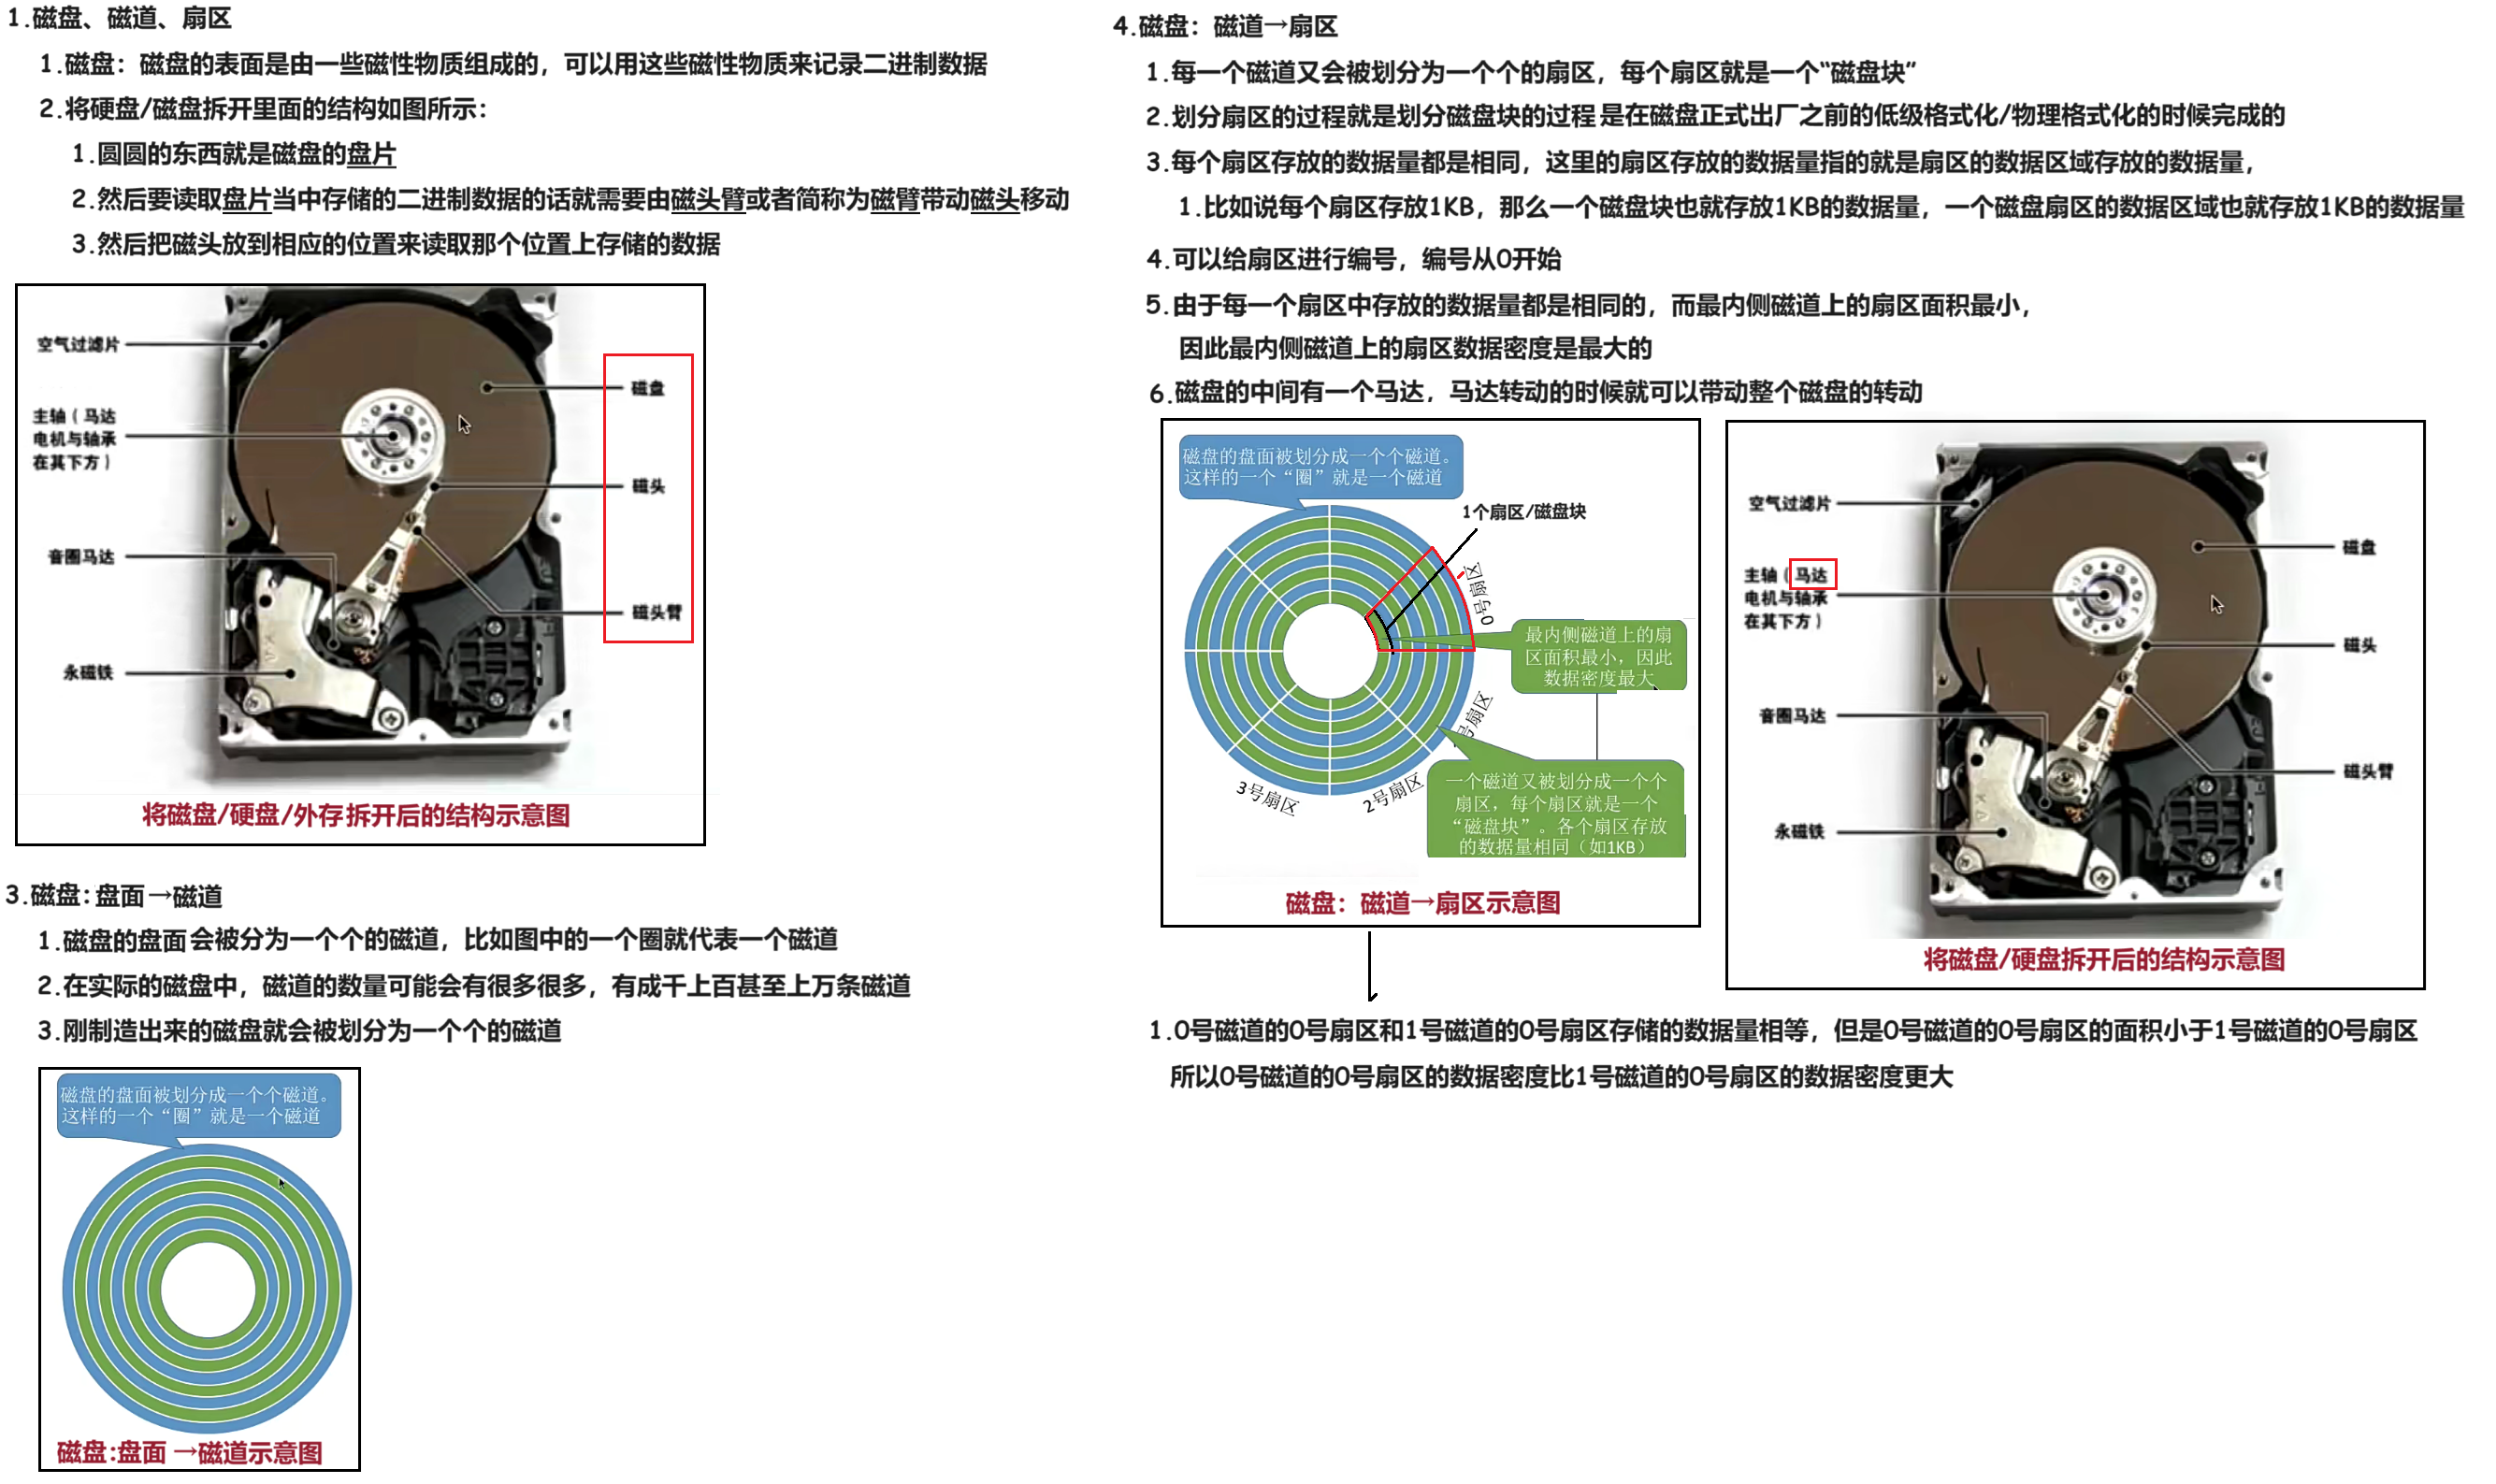 1.磁盘、磁道、扇区
1.磁盘：磁盘的表面是由一些磁性物质组成的，可以用这些磁性物质来记录二进制数据
2.将硬盘/磁盘拆开里面的结构如图所示：
1.圆圆的东西就是磁盘的盘片
2.然后要读取盘片当中存储的二进制数据的话就需要由磁头臂或者简称为磁臂带动磁头移动
3.然后把磁头放到相应的位置来读取那个位置上存储的数据
空气过滤片
磁盘
主轴（马达
电机与轴承
在其下方）
磁头
音圈马达
磁头臂
永磁铁
将磁盘/硬盘/外存拆开后的结构示意图
3.磁盘:盘面→磁道
1.磁盘的盘面会被分为一个个的磁道，比如图中的一个圈就代表一个磁道
2.在实际的磁盘中，磁道的数量可能会有很多很多，有成千上百甚至上万条磁道
3.刚制造出来的磁盘就会被划分为一个个的磁道
磁盘的盘面被划分成一个个磁道。
这样的一个“圈”就是一个磁道
磁盘:盘面→磁道示意图
4.磁盘：磁道→扇区
1.每一个磁道又会被划分为一个个的扇区，每个扇区就是一个“磁盘块”
2.划分扇区的过程就是划分磁盘块的过程是在磁盘正式出厂之前的低级格式化/物理格式化的时候完成的
3.每个扇区存放的数据量都是相同，这里的扇区存放的数据量指的就是扇区的数据区域存放的数据量，
1.比如说每个扇区存放1KB，那么一个磁盘块也就存放1KB的数据量，一个磁盘扇区的数据区域也就存放1KB的数据量
4.可以给扇区进行编号，编号从0开始
5.由于每一个扇区中存放的数据量都是相同的，而最内侧磁道上的扇区面积最小，
因此最内侧磁道上的扇区数据密度是最大的
6.磁盘的中间有一个马达，马达转动的时候就可以带动整个磁盘的转动
磁盘的盘面被划分成一个个磁道。
这样的一个“圈”就是一个磁道
1个扇区/磁盘块
0号扇区
最内侧磁道上的扇
区面积最小，因此
数据密度最大
号扇区
2号扇区
3号扇区
一个磁道又被划分成一个个
扇区，每个扇区就是一个
“磁盘块”。各个扇区存放
的数据量相同（如1KB）
磁盘：磁道→扇区示意图
空气过滤片
磁盘
主轴（马达
电机与轴承
在其下方）
磁头
音圈马达
磁头臂
永磁铁
将磁盘/硬盘拆开后的结构示意图
1.0号磁道的0号扇区和1号磁道的0号扇区存储的数据量相等，但是0号磁道的0号扇区的面积小于1号磁道的0号扇区
所以0号磁道的0号扇区的数据密度比1号磁道的0号扇区的数据密度更大